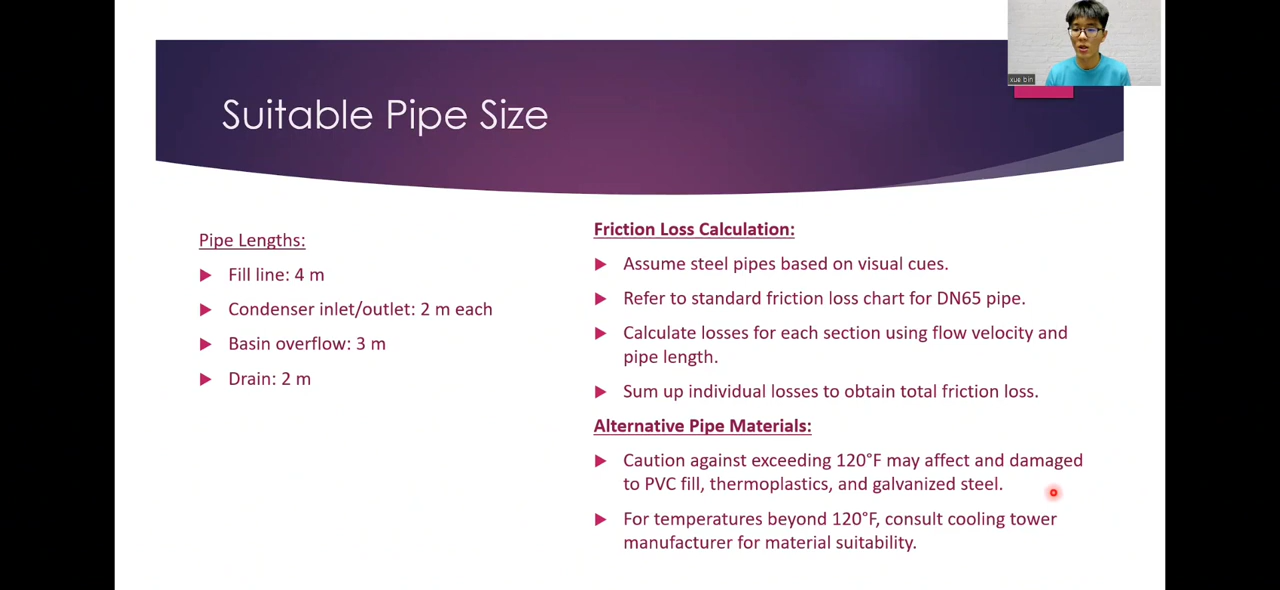 xue bin
Suitable Pipe Size
Pipe Lengths:
Fill line: 4 m
Condenser inlet/outlet: 2 m each
Basin overflow: 3 m
Drain: 2 m
Friction Loss Calculation:
Assume steel pipes based on visual cues.
Refer to standard friction loss chart for DN65 pipe.
Calculate losses for each section using flow velocity and
pipe length.
Sum up individual losses to obtain total friction loss.
Alternative Pipe Materials:
Caution against exceeding 120°F may affect and damaged
to PVC fill, thermoplastics, and galvanized steel.
For temperatures beyond 120°F, consult cooling tower
manufacturer for material suitability.